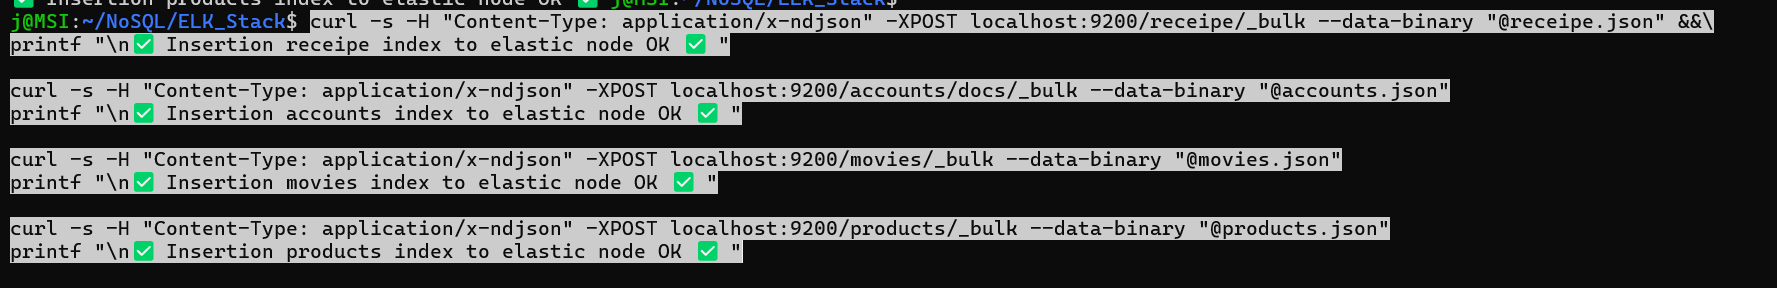 ✅ Insertion products index to elastic node OK ✅ j@MSI:~/NoSQL/ELK_Stack$
j@MSI:~/NoSQL/ELK_Stack$ curl -s -H "Content-Type: application/x-ndjson" -XPOST localhost:9200/receipe/_bulk --data-binary "@receipe.json" &&\
printf "\n✅ Insertion receipe index to elastic node OK ✅ "
curl -s -H "Content-Type: application/x-ndjson" -XPOST localhost:9200/accounts/docs/_bulk --data-binary "@accounts.json"
printf "\n✅ Insertion accounts index to elastic node OK ✅ "
curl -s -H "Content-Type: application/x-ndjson" -XPOST localhost:9200/movies/_bulk --data-binary "@movies.json"
printf "\n✅ Insertion movies index to elastic node OK ✅ "
curl -s -H "Content-Type: application/x-ndjson" -XPOST localhost:9200/products/_bulk --data-binary "@products.json"
printf "\n✅ Insertion products index to elastic node OK ✅ "